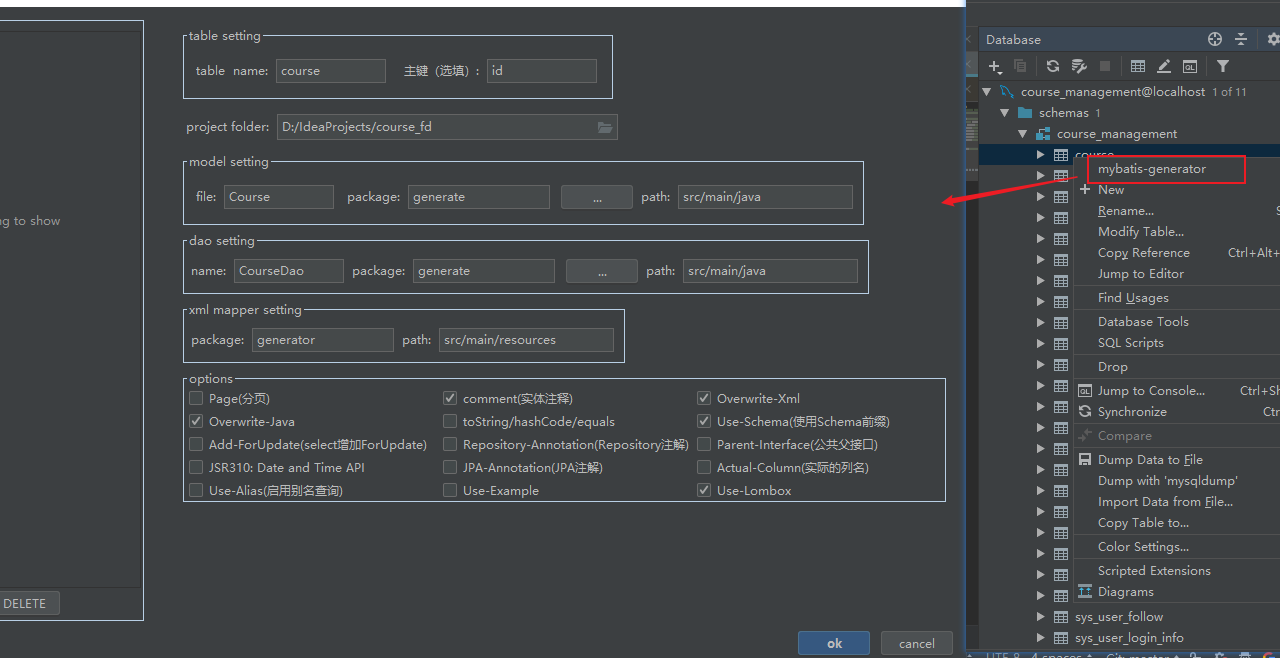 ng to show
DELETE
table setting
table name: course 主键（选填）: id
project folder: D:/IdeaProjects/course_fd
model setting
file: Course package: generate ... path: src/main/java
dao setting
name: CourseDao package: generate ... path: src/main/java
xml mapper setting
package: generator path: src/main/resources
options
Page(分页) comment(实体注释) Overwrite-Xml
Overwrite-Java toString/hashCode/equals Use-Schema(使用Schema前缀)
Add-ForUpdate(select增加ForUpdate) Repository-Annotation(Repository注解) Parent-Interface(公共父接口)
JSR310: Date and Time API JPA-Annotation(JPA注解) Actual-Column(实际的列名)
Use-Alias(启用别名查询) Use-Example Use-Lombox
ok cancel
Database
course_management@localhost 1 of 11
schemas 1
course_management
course
mybatis-generator
New
Rename...
Modify Table...
Copy Reference Ctrl+Alt+
Jump to Editor
Find Usages
Database Tools
SQL Scripts
Drop
Jump to Console... Ctrl+Sh
Synchronize Ctr
Compare
Dump Data to File
Dump with 'mysqldump'
Import Data from File...
Copy Table to...
Color Settings...
Scripted Extensions
Diagrams
sys_user_follow
sys_user_login_info
UTF-8 4 spaces Git: master